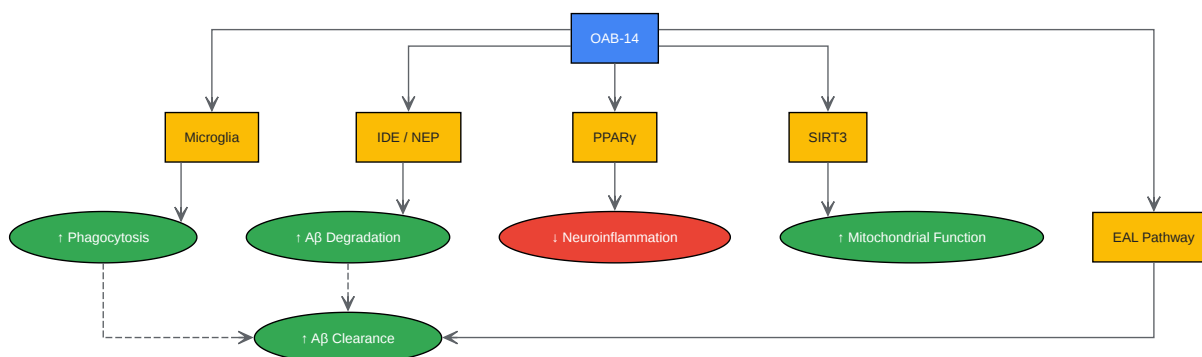 OAB-14
Microglia
IDE / NEP
PPARγ
SIRT3
↑ Phagocytosis
↑ Aβ Degradation
↓ Neuroinflammation
↑ Mitochondrial Function
EAL Pathway
↑ Aβ Clearance